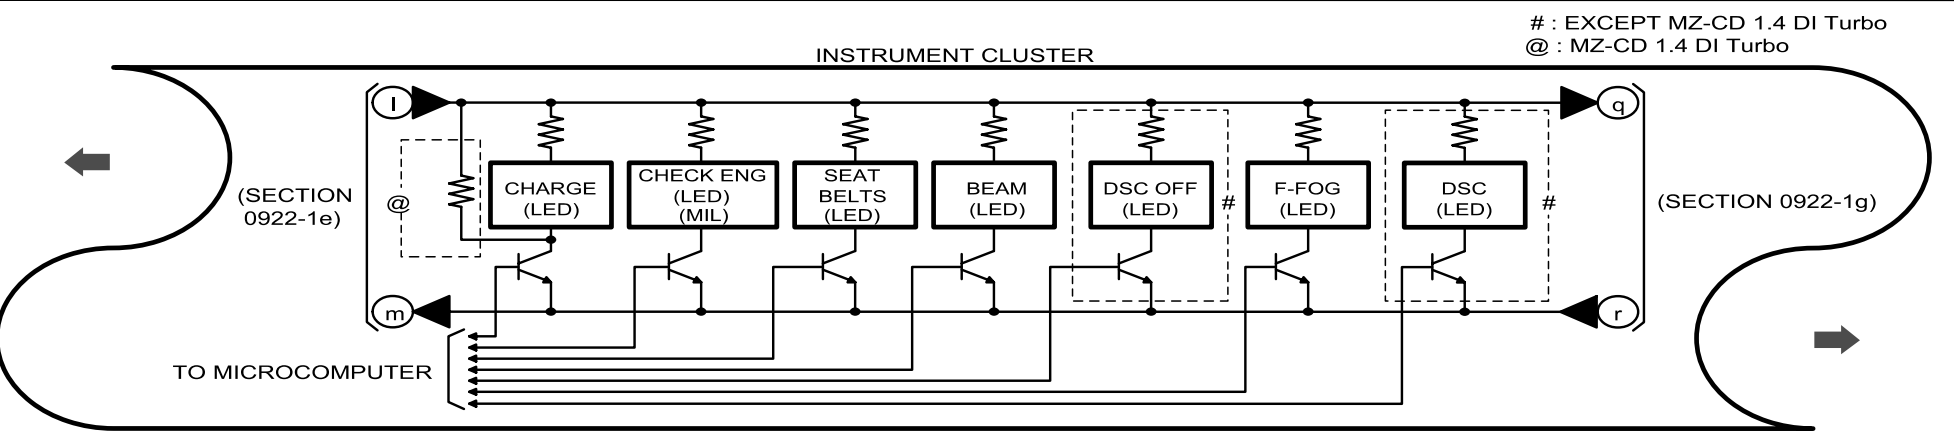 # : EXCEPT MZ-CD 1.4 DI Turbo
@ : MZ-CD 1.4 DI Turbo
INSTRUMENT CLUSTER
l
q
(SECTION
0922-1e)
@
CHARGE
(LED)
CHECK ENG
(LED)
(MIL)
SEAT
BELTS
(LED)
BEAM
(LED)
DSC OFF
(LED)
#
F-FOG
(LED)
DSC
(LED)
#
(SECTION 0922-1g)
m
r
TO MICROCOMPUTER